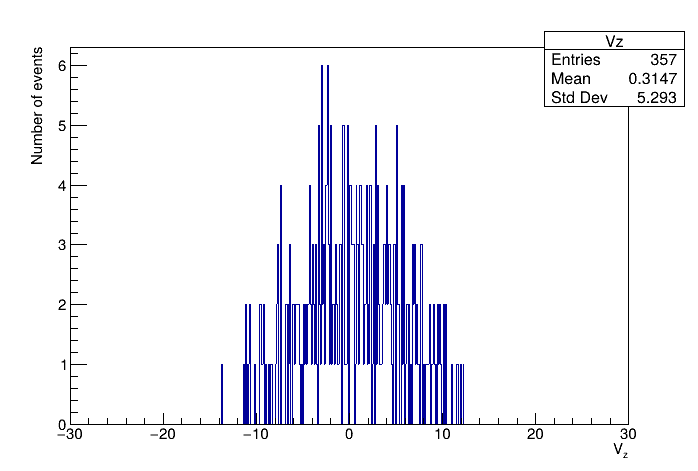 Vz
Entries 357
Mean 0.3147
Std Dev 5.293
Number of events
6
5
4
3
2
1
0
−30 −20 −10 0 10 20 30
Vz